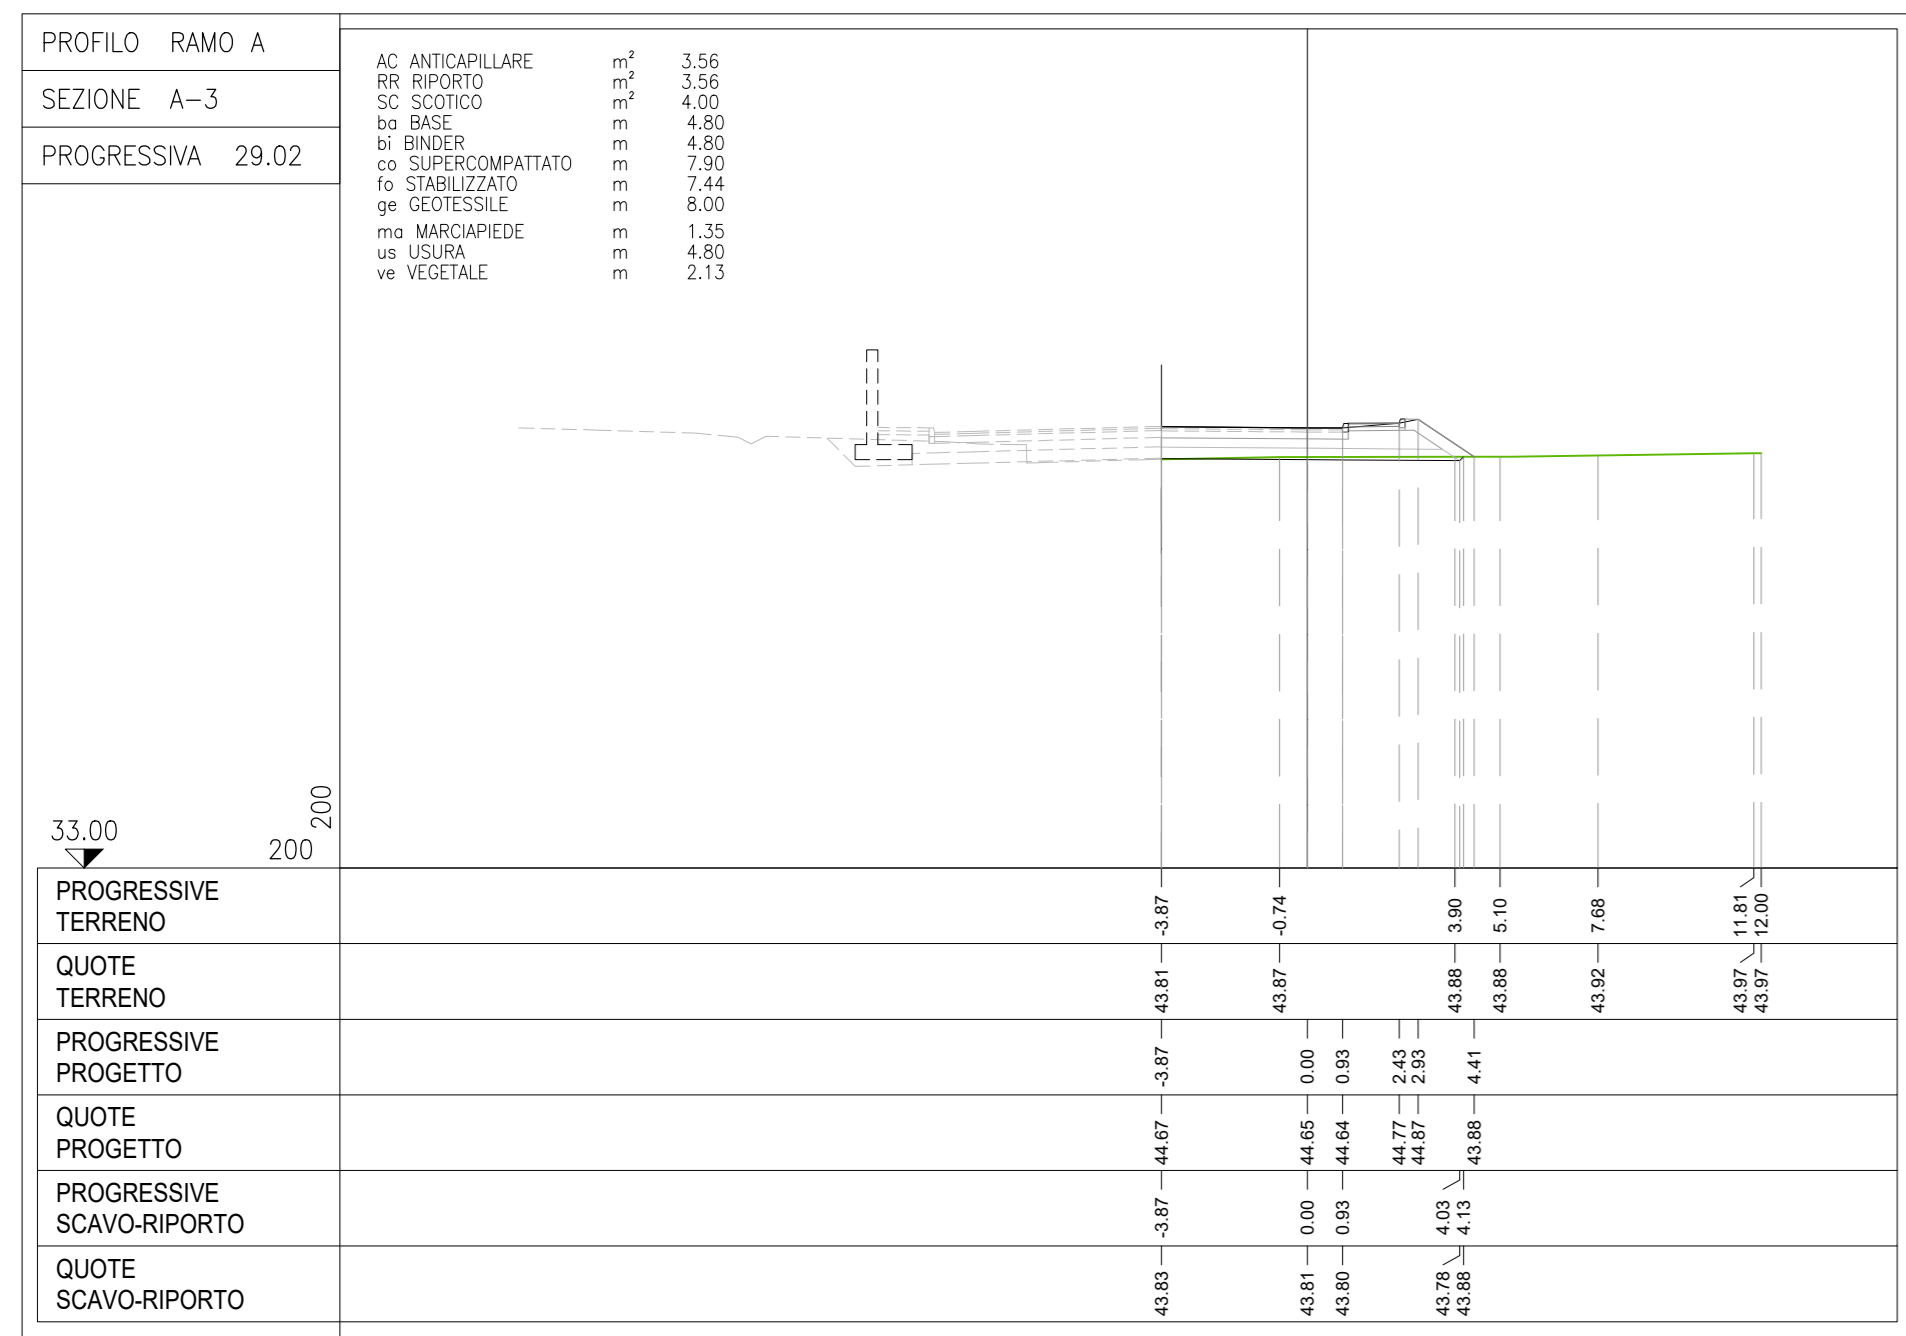 PROFILO RAMO A
SEZIONE A-3
PROGRESSIVA 29.02
AC ANTICAPILLARE m² 3.56
RR RIPORTO m² 3.56
SC SCOTICO m² 4.00
ba BASE m 4.80
bi BINDER m 4.80
co SUPERCOMPATTATO m 7.90
fo STABILIZZATO m 7.44
ge GEOTESSILE m 8.00
ma MARCIAPIEDE m 1.35
us USURA m 4.80
ve VEGETALE m 2.13
200
33.00
200
PROGRESSIVE
TERRENO
-3.87 -0.74 3.90 5.10 7.68 11.81 12.00
QUOTE
TERRENO
43.81 43.87 43.88 43.88 43.92 43.97 43.97
PROGRESSIVE
PROGETTO
-3.87 0.00 0.93 2.43 2.93 4.41
QUOTE
PROGETTO
44.67 44.65 44.64 44.77 44.87 43.88
PROGRESSIVE
SCAVO-RIPORTO
-3.87 0.00 0.93 4.03 4.13
QUOTE
SCAVO-RIPORTO
43.83 43.81 43.80 43.78 43.88